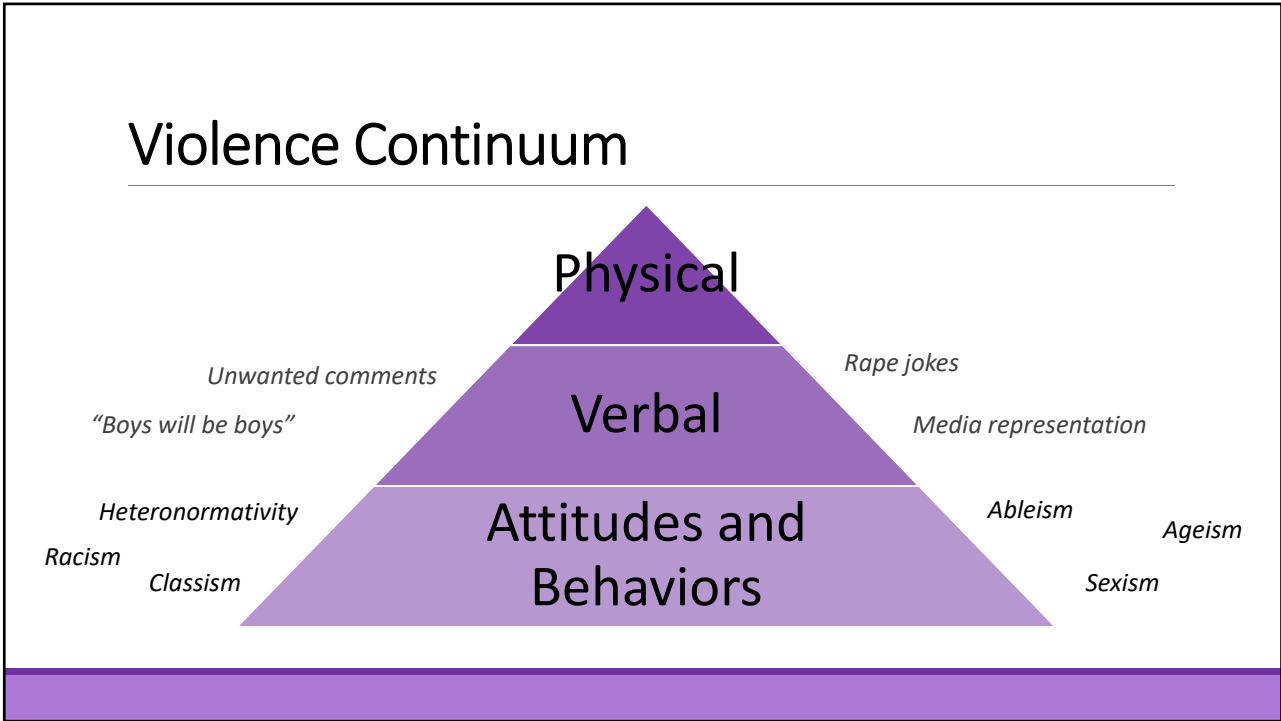 Violence Continuum
Physical
Unwanted comments
Rape jokes
“Boys will be boys”
Verbal
Media representation
Heteronormativity
Racism
Classism
Attitudes and
Behaviors
Ableism
Ageism
Sexism